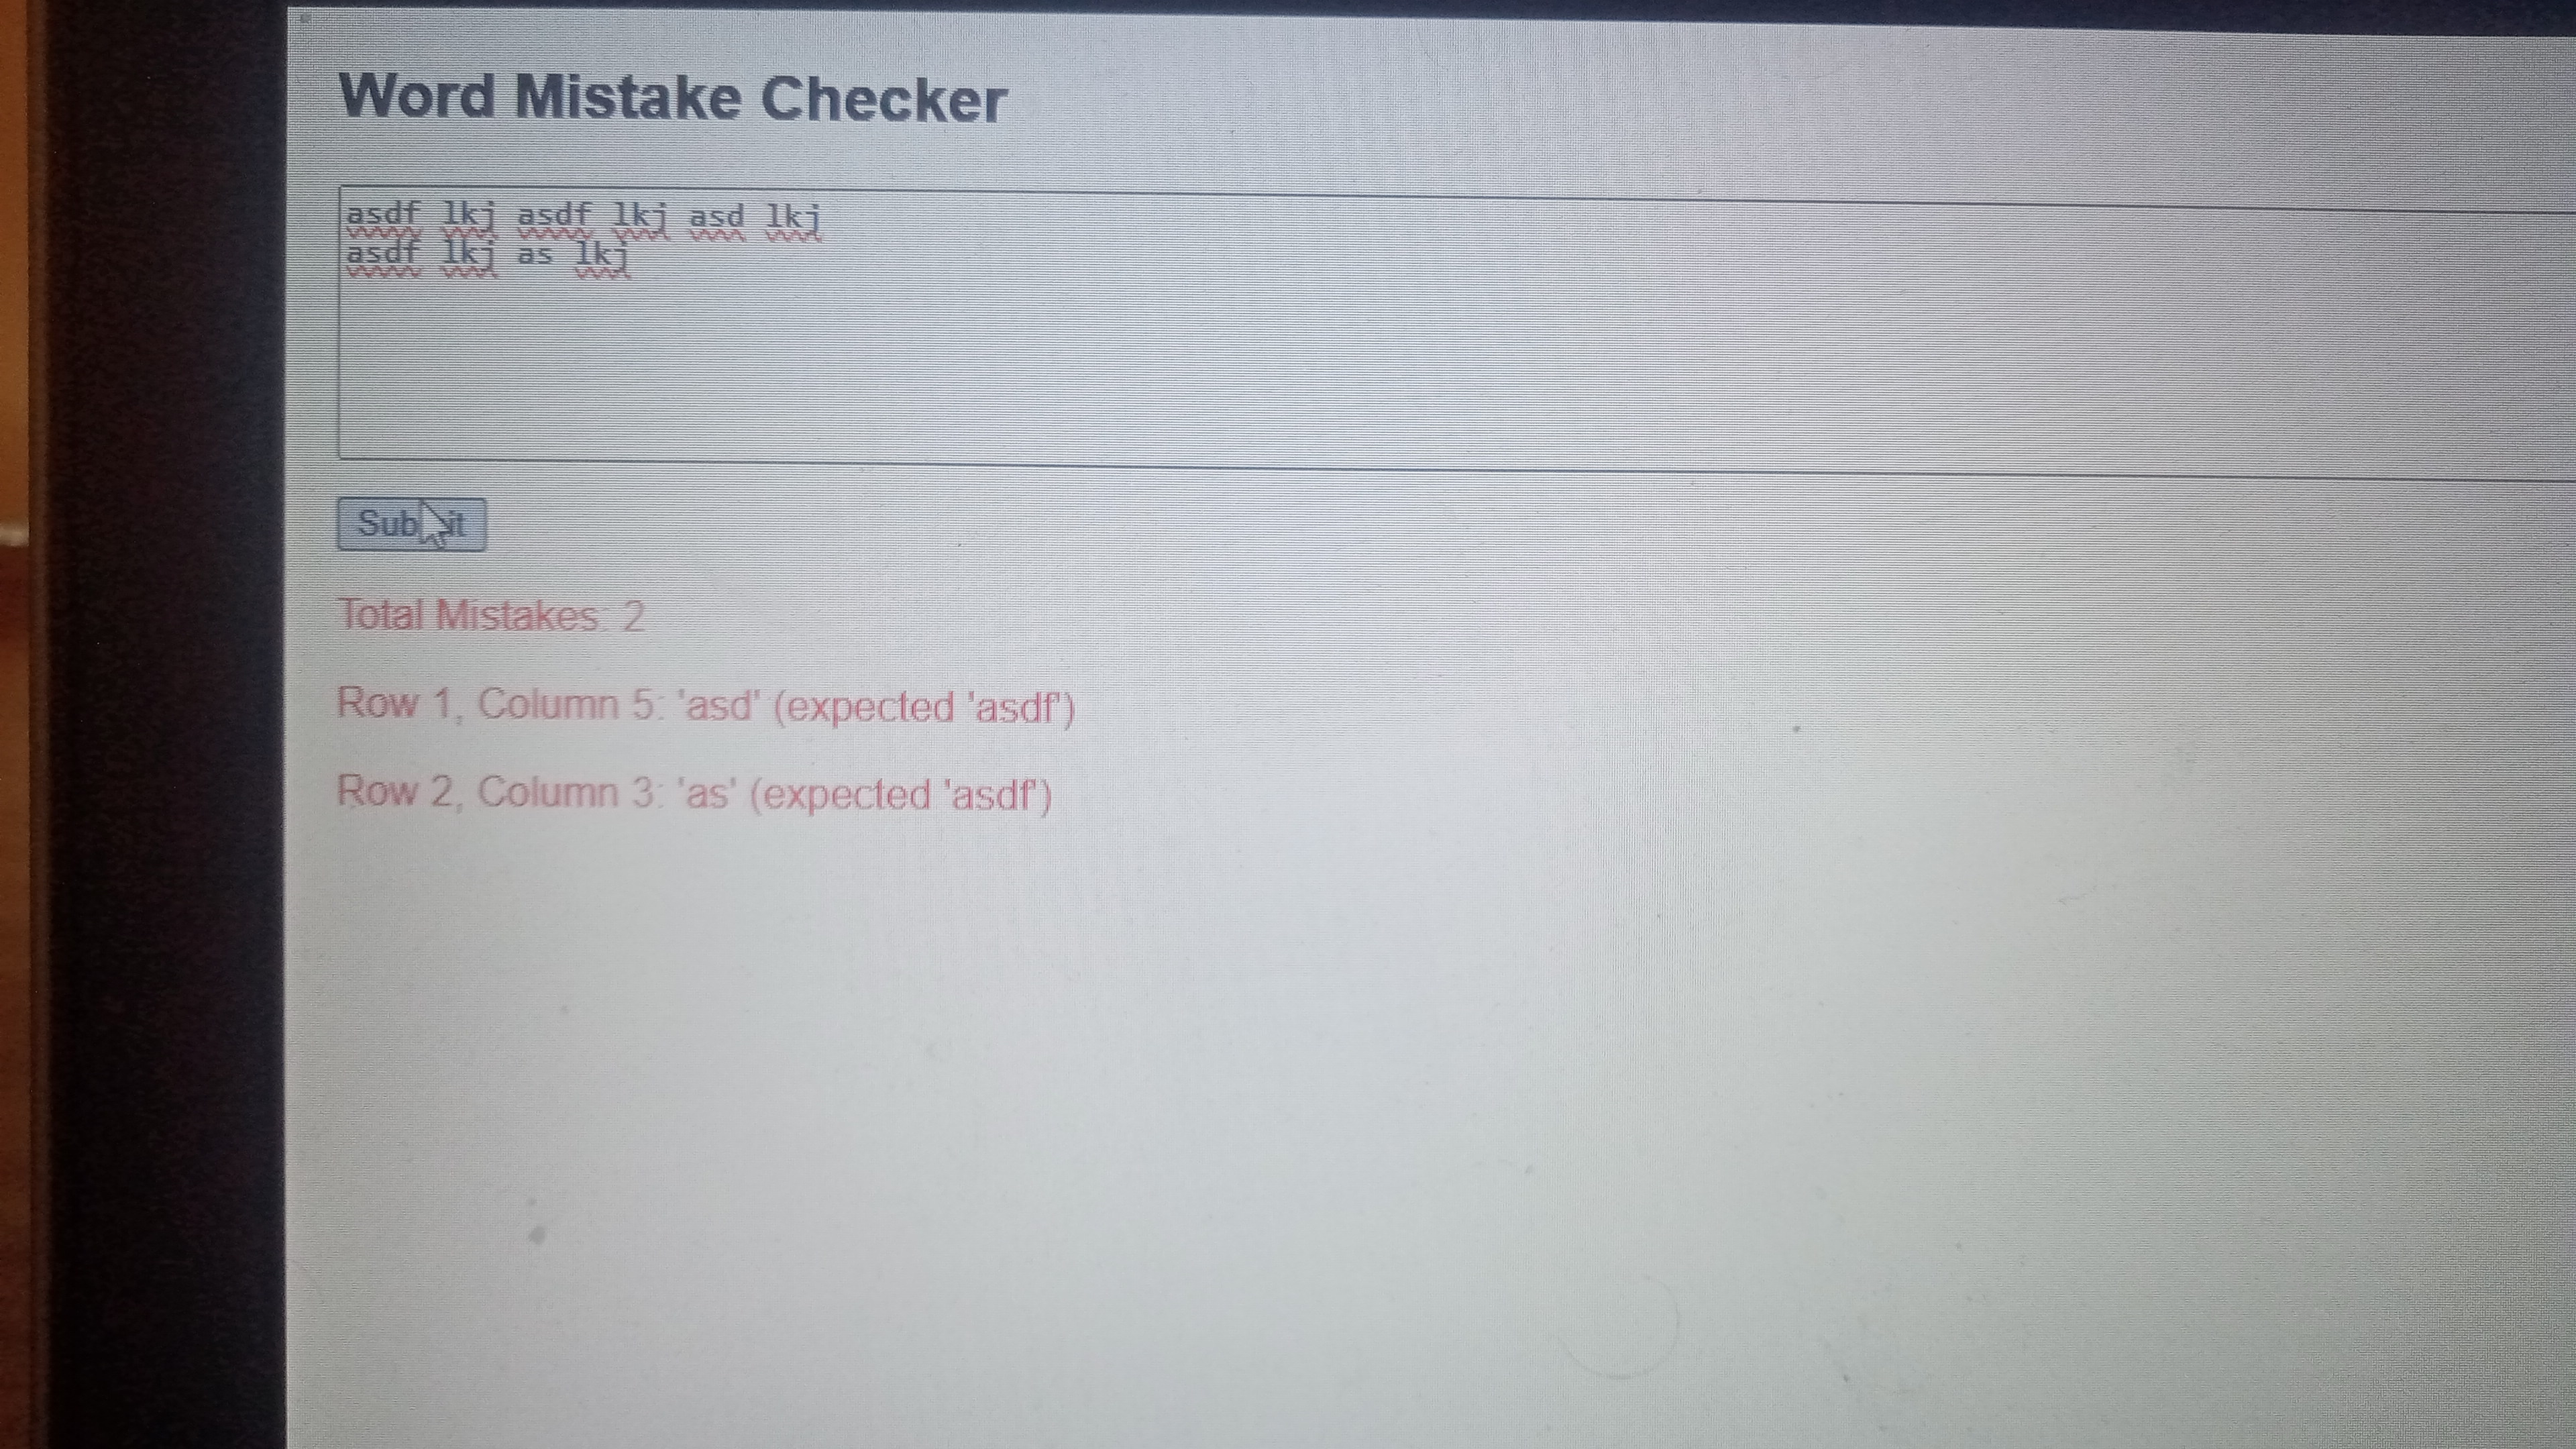 Word Mistake Checker
asdf lkj asdf lkj asd lkj
asdf lkj as lkj
Submit
Total Mistakes: 2
Row 1, Column 5: 'asd' (expected 'asdf')
Row 2, Column 3: 'as' (expected 'asdf')